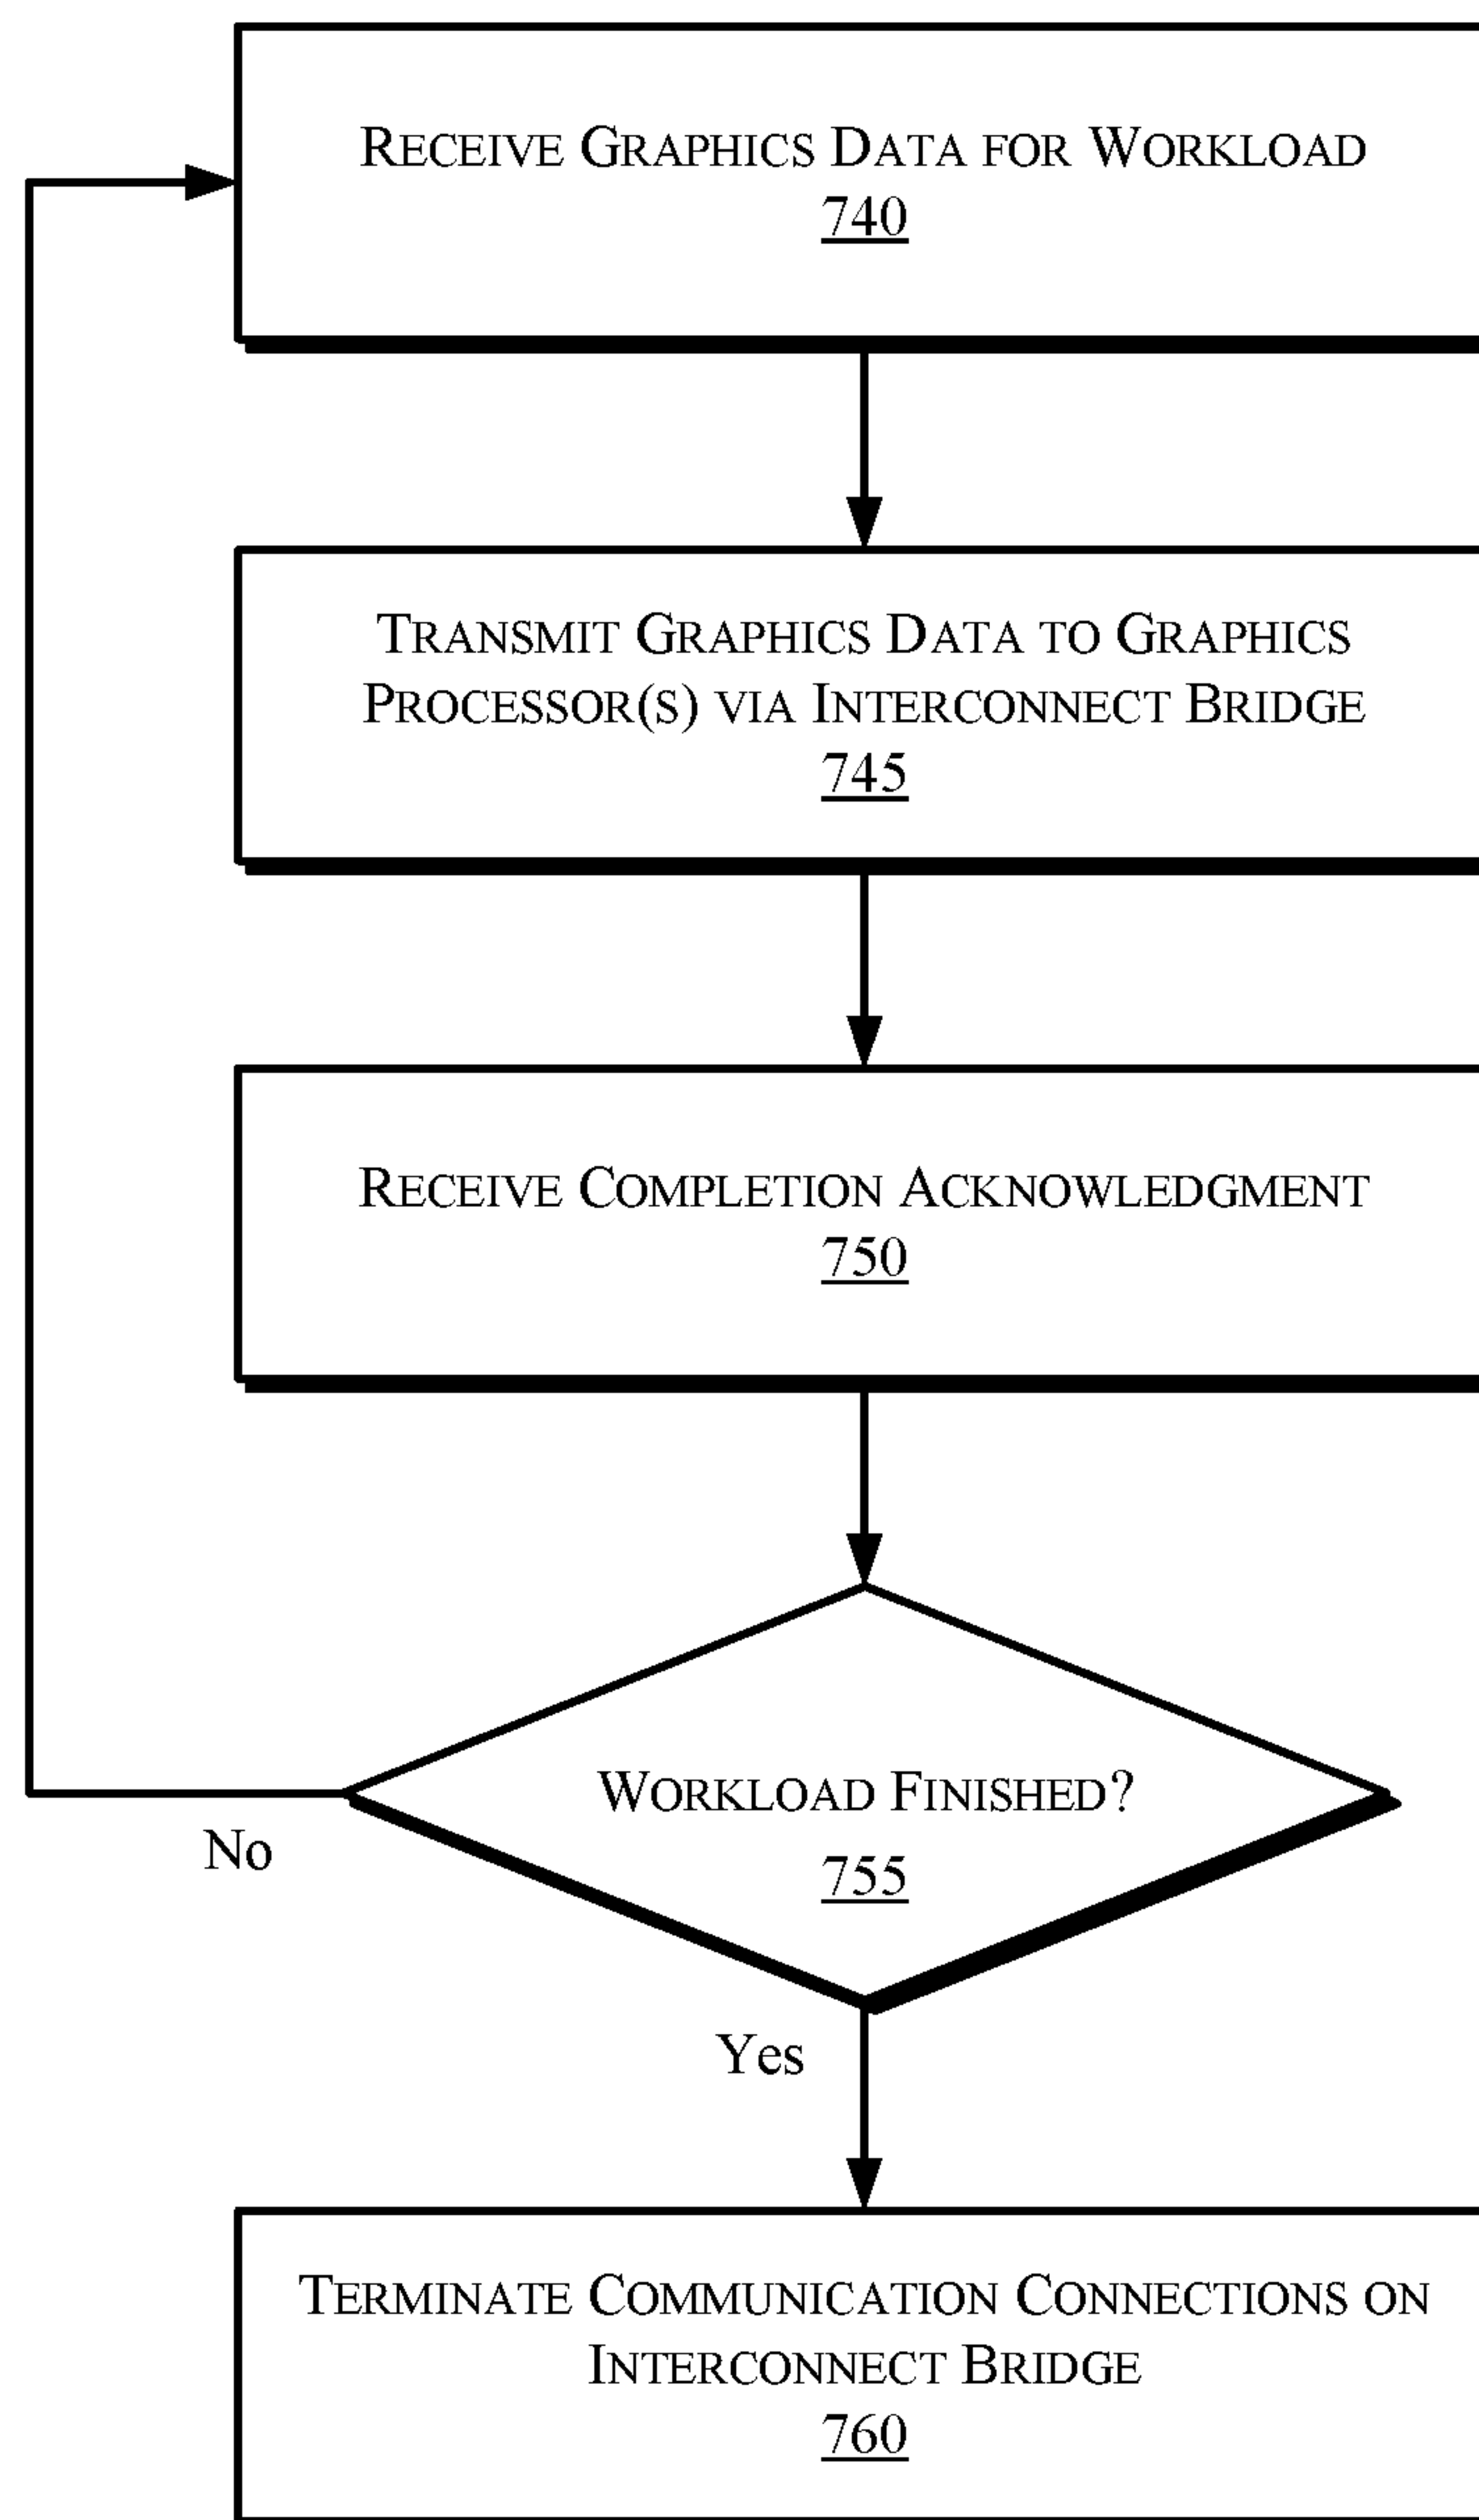 RECEIVE GRAPHICS DATA FOR WORKLOAD
740
TRANSMIT GRAPHICS DATA TO GRAPHICS
PROCESSOR(S) VIA INTERCONNECT BRIDGE
745
RECEIVE COMPLETION ACKNOWLEDGMENT
750
WORKLOAD FINISHED?
755
No
Yes
TERMINATE COMMUNICATION CONNECTIONS ON
INTERCONNECT BRIDGE
760